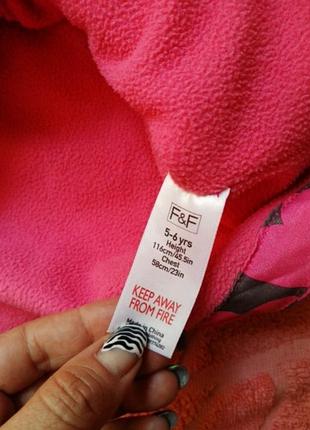 F&F
5-6 yrs
Height
116cm/45.5in
Chest
58cm/23in
KEEP AWAY
FROM FIRE
Made in China